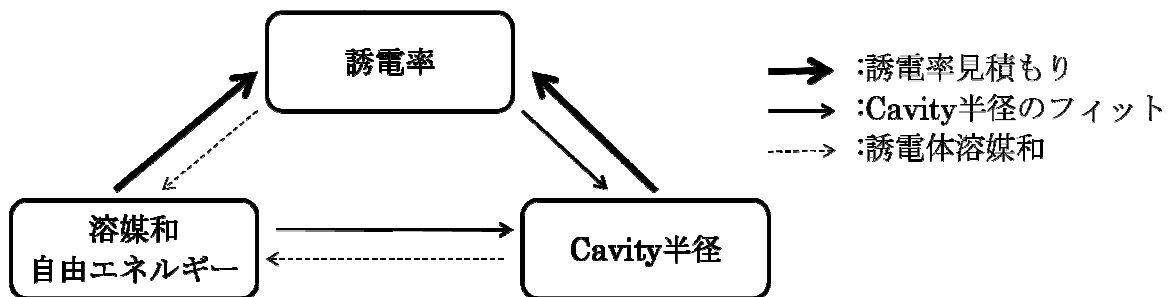 誘電率
:誘電率見積もり
:Cavity半径のフィット
:誘電体溶媒和
溶媒和
自由エネルギー
Cavity半径